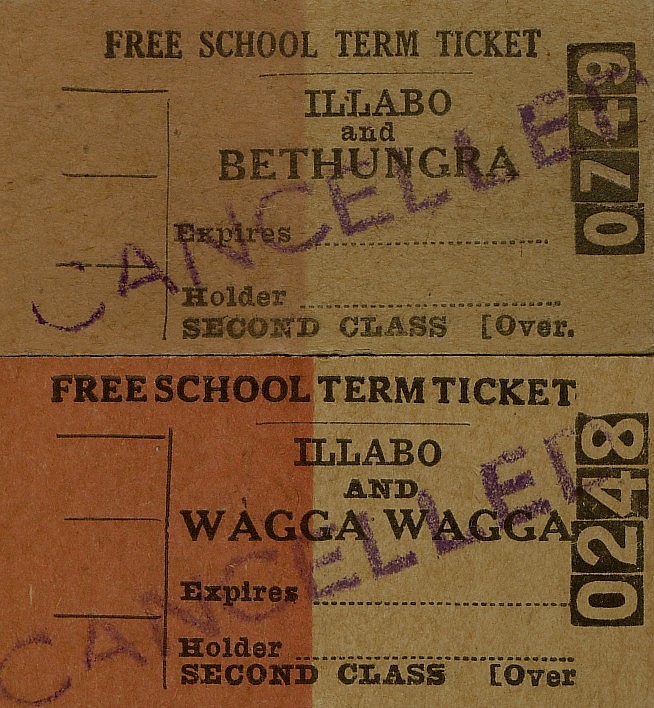 FREE SCHOOL TERM TICKET
ILLABO
and
BETHUNGRA
Expires
Holder
SECOND CLASS [Over.
0749
CANCELLED
FREE SCHOOL TERM TICKET
ILLABO
AND
WAGGA WAGGA
Expires
Holder
SECOND CLASS [Over
0248
CANCELLED